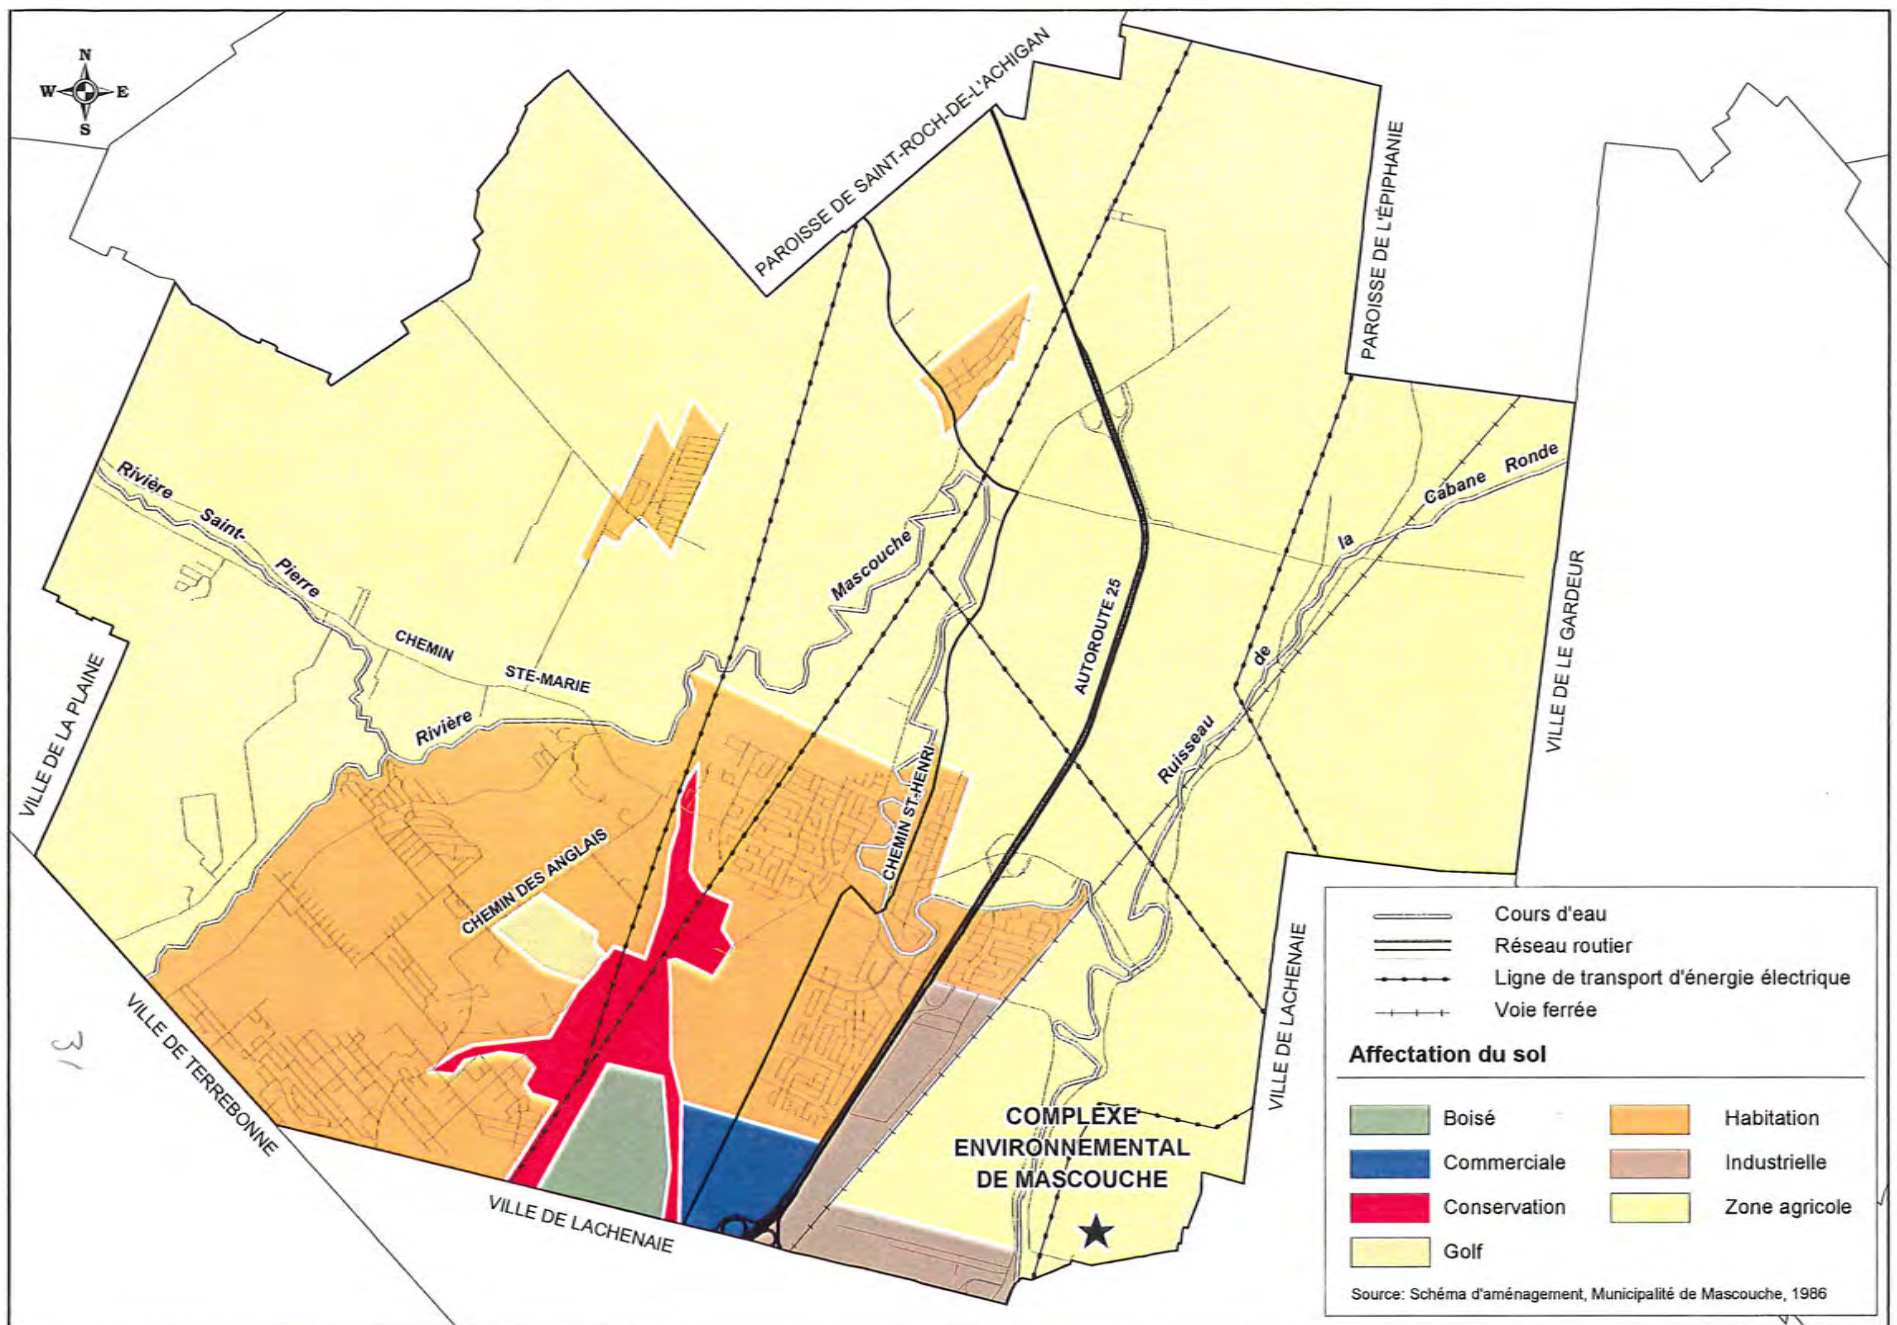 N
W E
S
PAROISSE DE SAINT-ROCH-DE-L'ACHIGAN
PAROISSE DE L'ÉPIPHANIE
Rivière Saint-Pierre
Mascouche
Ruisseau de la Cabane Ronde
CHEMIN STE-MARIE
AUTOROUTE 25
VILLE DE LE GARDEUR
VILLE DE LA PLAINE
Rivière
CHEMIN ST-HENRI
CHEMIN DES ANGLAIS
VILLE DE TERREBONNE
VILLE DE LACHENAIE
VILLE DE LACHENAIE
31
COMPLEXE
ENVIRONNEMENTAL
DE MASCOUCHE
Cours d'eau
Réseau routier
Ligne de transport d'énergie électrique
Voie ferrée
Affectation du sol
Boisé
Habitation
Commerciale
Industrielle
Conservation
Zone agricole
Golf
Source: Schéma d'aménagement, Municipalité de Mascouche, 1986